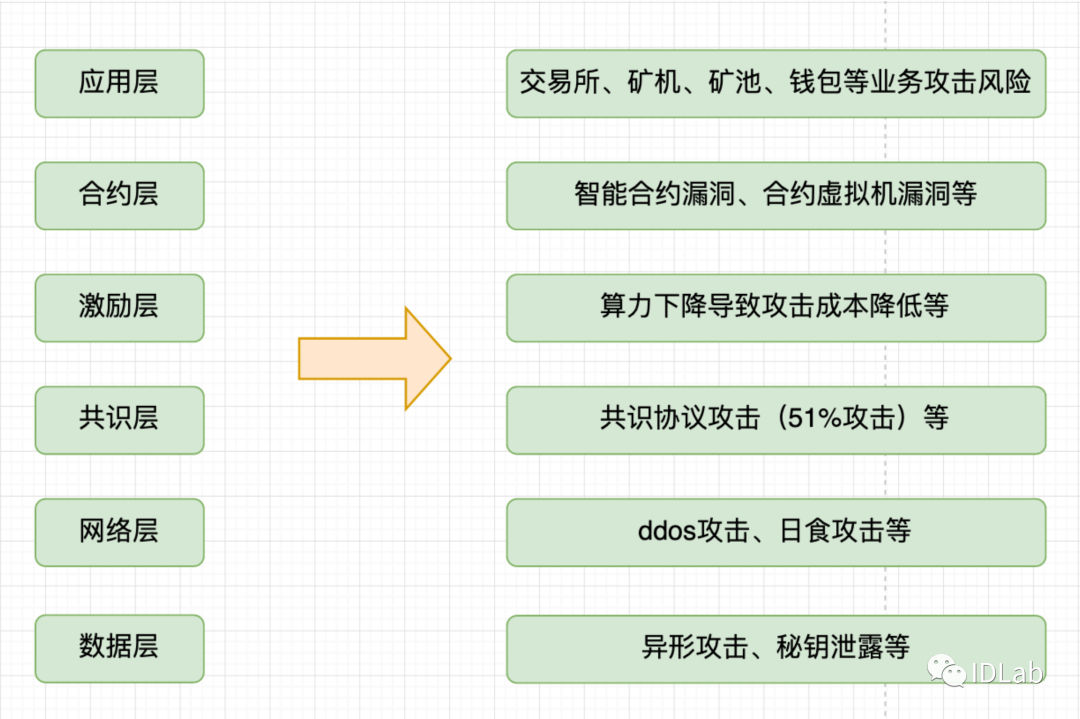 应用层
交易所、矿机、矿池、钱包等业务攻击风险
合约层
智能合约漏洞、合约虚拟机漏洞等
激励层
算力下降导致攻击成本降低等
共识层
共识协议攻击（51%攻击）等
网络层
ddos攻击、日食攻击等
数据层
异形攻击、秘钥泄露等
IDLab